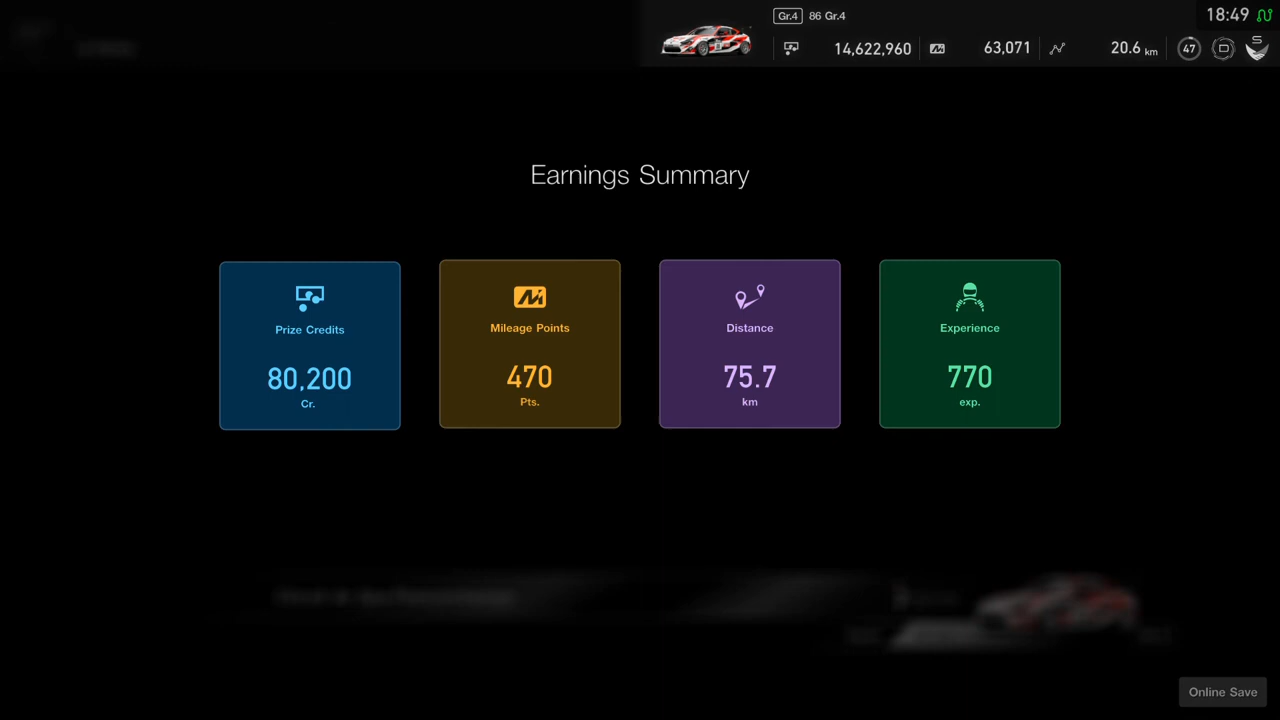 Gr.4 86 Gr.4 18:49
14,622,960 63,071 20.6 km 47 S
Earnings Summary
Prize Credits
80,200
Cr.
Mileage Points
470
Pts.
Distance
75.7
km
Experience
770
exp.
Online Save